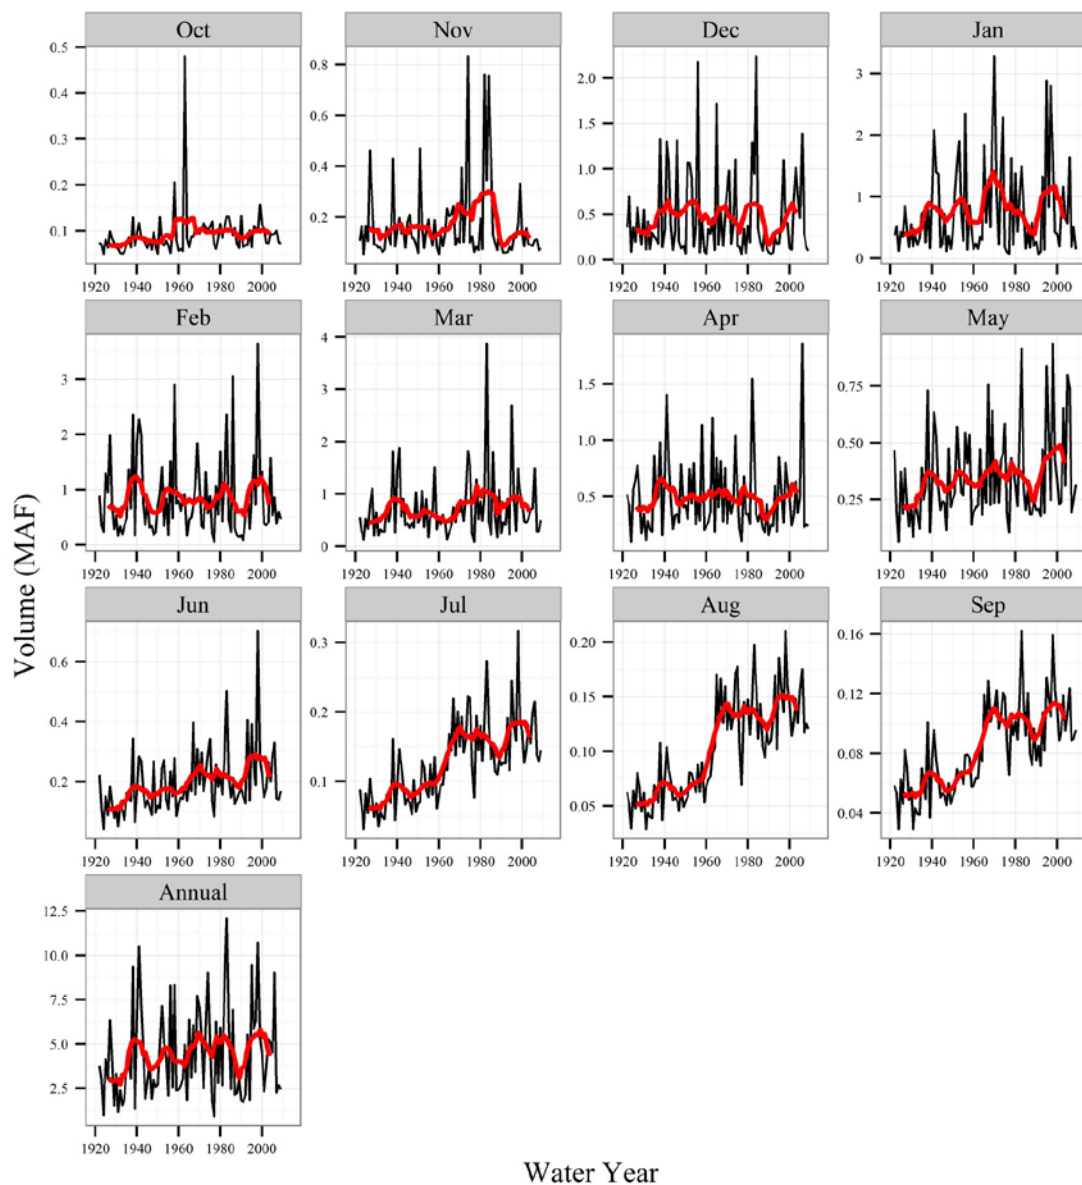 Oct Nov Dec Jan
0.5 0.4 0.3 0.2 0.1
0.8 0.6 0.4 0.2
2.0 1.5 1.0 0.5 0.0
3 2 1 0
1920 1940 1960 1980 2000 1920 1940 1960 1980 2000 1920 1940 1960 1980 2000 1920 1940 1960 1980 2000
Feb Mar Apr May
3 2 1 0
4 3 2 1 0
1.5 1.0 0.5
0.75 0.50 0.25
1920 1940 1960 1980 2000 1920 1940 1960 1980 2000 1920 1940 1960 1980 2000 1920 1940 1960 1980 2000
Volume (MAF)
Jun Jul Aug Sep
0.6 0.4 0.2
0.3 0.2 0.1
0.20 0.15 0.10 0.05
0.16 0.12 0.08 0.04
1920 1940 1960 1980 2000 1920 1940 1960 1980 2000 1920 1940 1960 1980 2000 1920 1940 1960 1980 2000
Annual
12.5
10.0
7.5
5.0
2.5
1920 1940 1960 1980 2000
Water Year